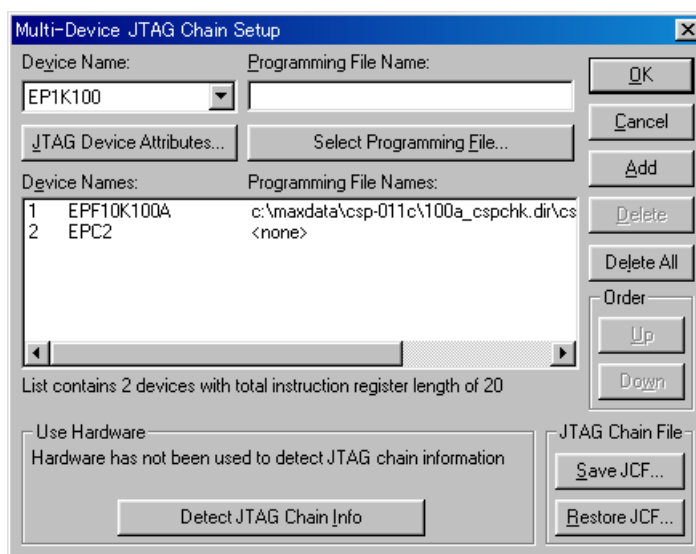 Multi-Device JTAG Chain Setup
Device Name:
Programming File Name:
OK
EP1K100
Cancel
JTAG Device Attributes...
Select Programming File...
Add
Device Names:
Programming File Names:
1 EPF10K100A c:\maxdata\csp-011c\100a_cspchk.dir\cs
Delete
2 EPC2 <none>
Delete All
Order
Up
Down
List contains 2 devices with total instruction register length of 20
Use Hardware
JTAG Chain File
Hardware has not been used to detect JTAG chain information
Save JCF...
Detect JTAG Chain Info
Restore JCF...